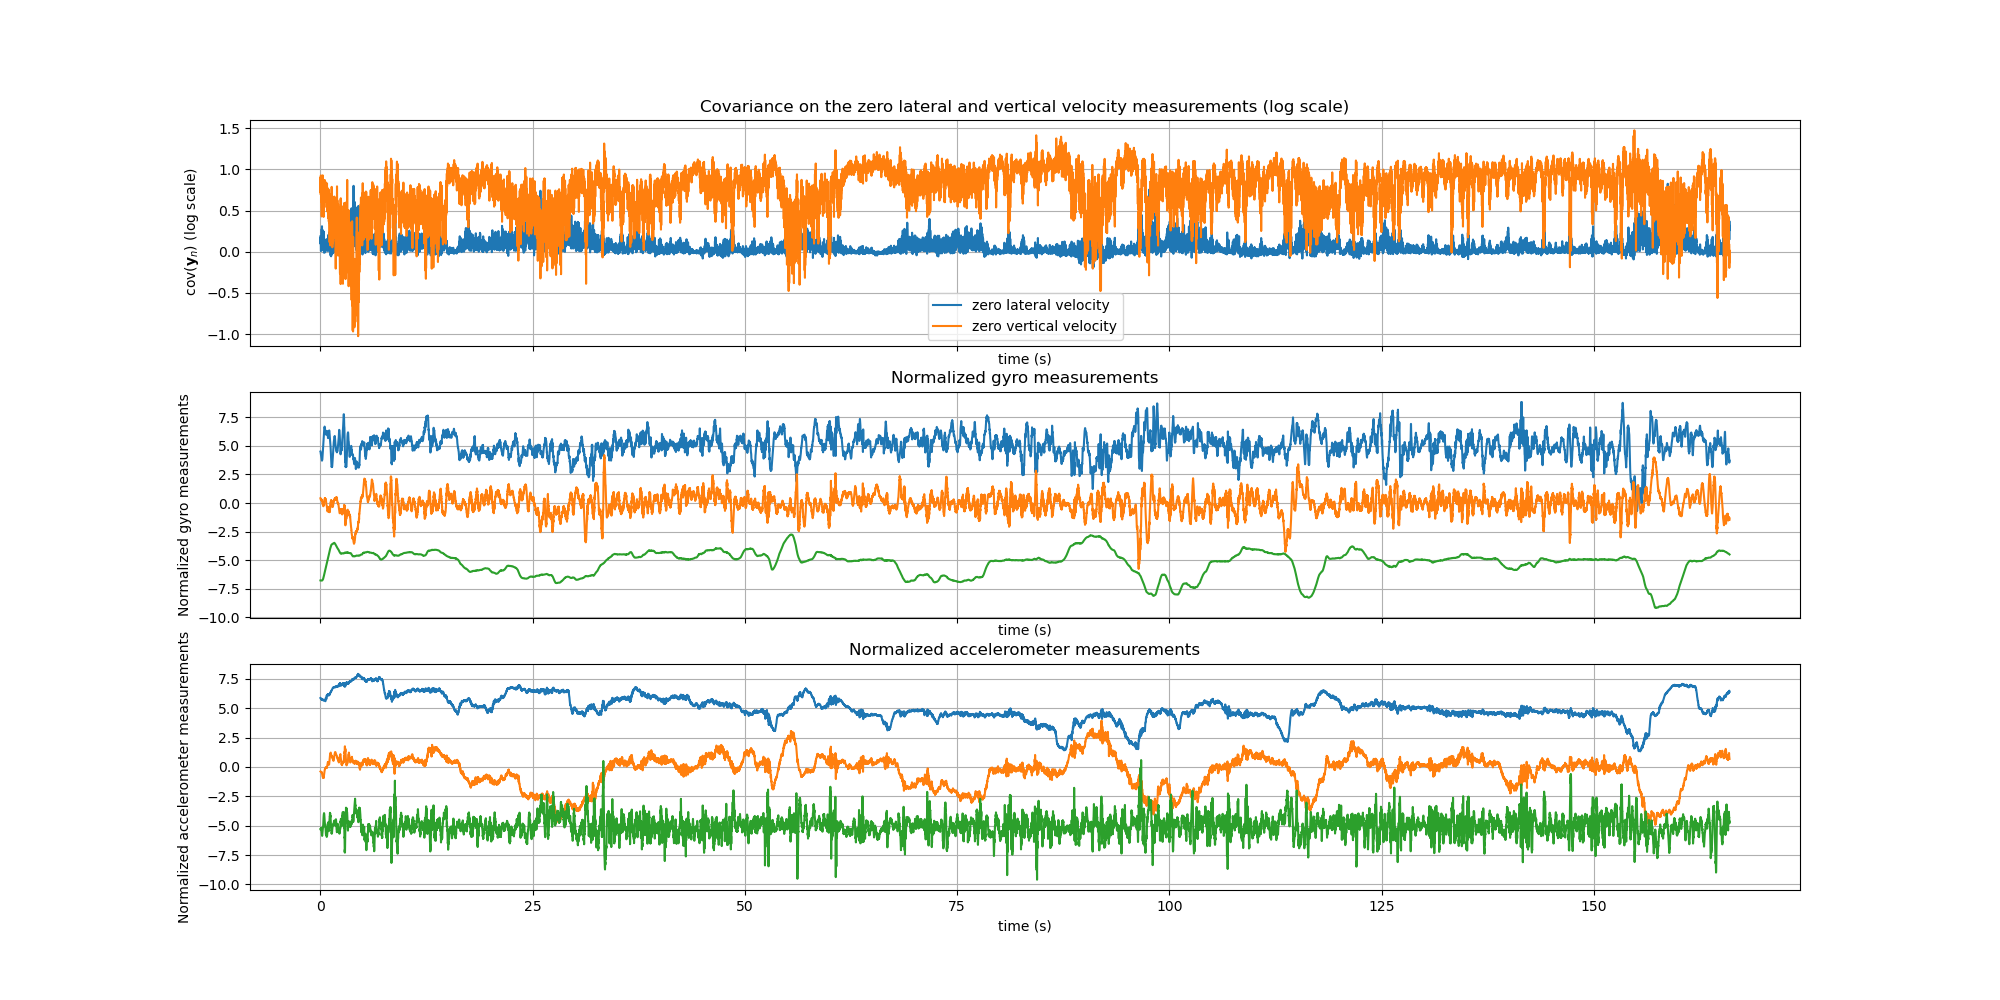 Covariance on the zero lateral and vertical velocity measurements (log scale)
cov(yₙ) (log scale)
1.5
1.0
0.5
0.0
−0.5
−1.0
zero lateral velocity
zero vertical velocity
time (s)
Normalized gyro measurements
Normalized gyro measurements
7.5
5.0
2.5
0.0
−2.5
−5.0
−7.5
−10.0
time (s)
Normalized accelerometer measurements
Normalized accelerometer measurements
7.5
5.0
2.5
0.0
−2.5
−5.0
−7.5
−10.0
0 25 50 75 100 125 150
time (s)